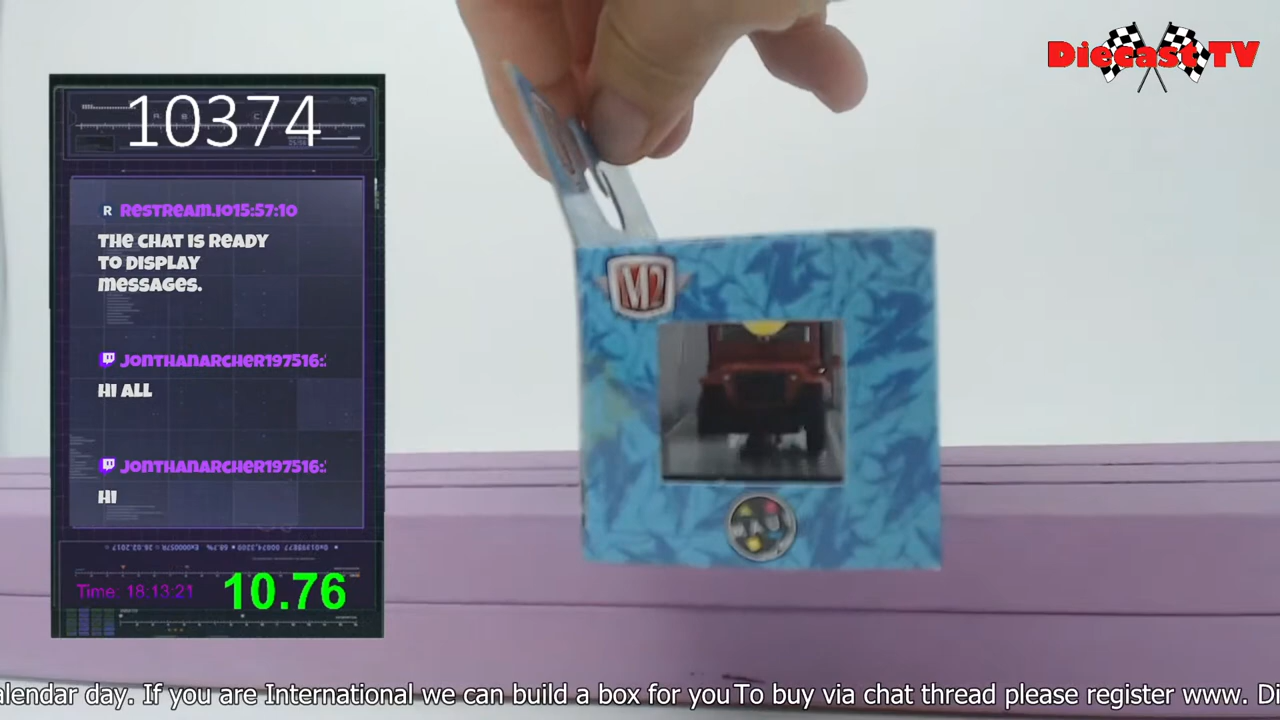 Diecast TV
10374
R Restream.io15:57:10
The chat is ready
to display
messages.
Jonthanarcher197516:
Hi all
Jonthanarcher197516:
Hi
Time: 18:13:21
10.76
M2
MAUI
alendar day. If you are International we can build a box for you To buy via chat thread please register www. Di